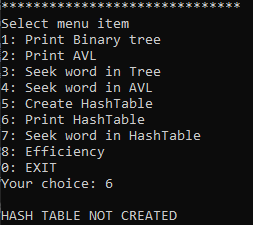 ******************************
Select menu item
1: Print Binary tree
2: Print AVL
3: Seek word in Tree
4: Seek word in AVL
5: Create HashTable
6: Print HashTable
7: Seek word in HashTable
8: Efficiency
0: EXIT
Your choice: 6
HASH TABLE NOT CREATED